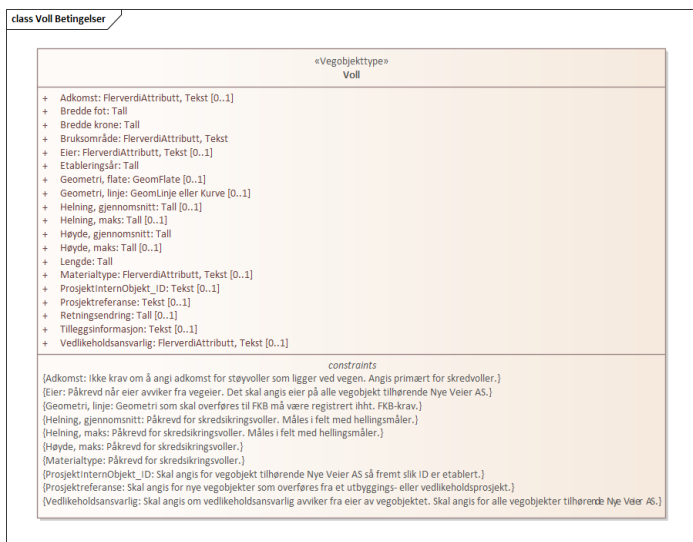 class Voll Betingelser
«Vegobjekttype»
Voll
+ Adkomst: FlerverdiAttributt, Tekst [0..1]
+ Bredde fot: Tall
+ Bredde krone: Tall
+ Bruksområde: FlerverdiAttributt, Tekst
+ Eier: FlerverdiAttributt, Tekst [0..1]
+ Etableringsår: Tall
+ Geometri, flate: GeomFlate [0..1]
+ Geometri, linje: GeomLinje eller Kurve [0..1]
+ Helning, gjennomsnitt: Tall [0..1]
+ Helning, maks: Tall [0..1]
+ Høyde, gjennomsnitt: Tall
+ Høyde, maks: Tall [0..1]
+ Lengde: Tall
+ Materialtype: FlerverdiAttributt, Tekst [0..1]
+ ProsjektInternObjekt_ID: Tekst [0..1]
+ Prosjektreferanse: Tekst [0..1]
+ Retningsendring: Tall [0..1]
+ Tilleggsinformasjon: Tekst [0..1]
+ Vedlikeholdsansvarlig: FlerverdiAttributt, Tekst [0..1]
constraints
{Adkomst: Ikke krav om å angi adkomst for støyvoller som ligger ved vegen. Angis primært for skredvoller.}
{Eier: Påkrevd når eier avviker fra vegeier. Det skal angis eier på alle vegobjekt tilhørende Nye Veier AS.}
{Geometri, linje: Geometri som skal overføres til FKB må være registrert ihht. FKB-krav.}
{Helning, gjennomsnitt: Påkrevd for skredsikringsvoller. Måles i felt med hellingsmåler.}
{Helning, maks: Påkrevd for skredsikringsvoller. Måles i felt med hellingsmåler.}
{Høyde, maks: Påkrevd for skredsikringsvoller.}
{Materialtype: Påkrevd for skredsikringsvoller.}
{ProsjektInternObjekt_ID: Skal angis for vegobjekt tilhørende Nye Veier AS så fremt slik ID er etablert.}
{Prosjektreferanse: Skal angis for nye vegobjekter som overføres fra et utbyggings- eller vedlikeholdsprosjekt.}
{Vedlikeholdsansvarlig: Skal angis om vedlikeholdsansvarlig avviker fra eier av vegobjektet. Skal angis for alle vegobjekter tilhørende Nye Veier AS.}